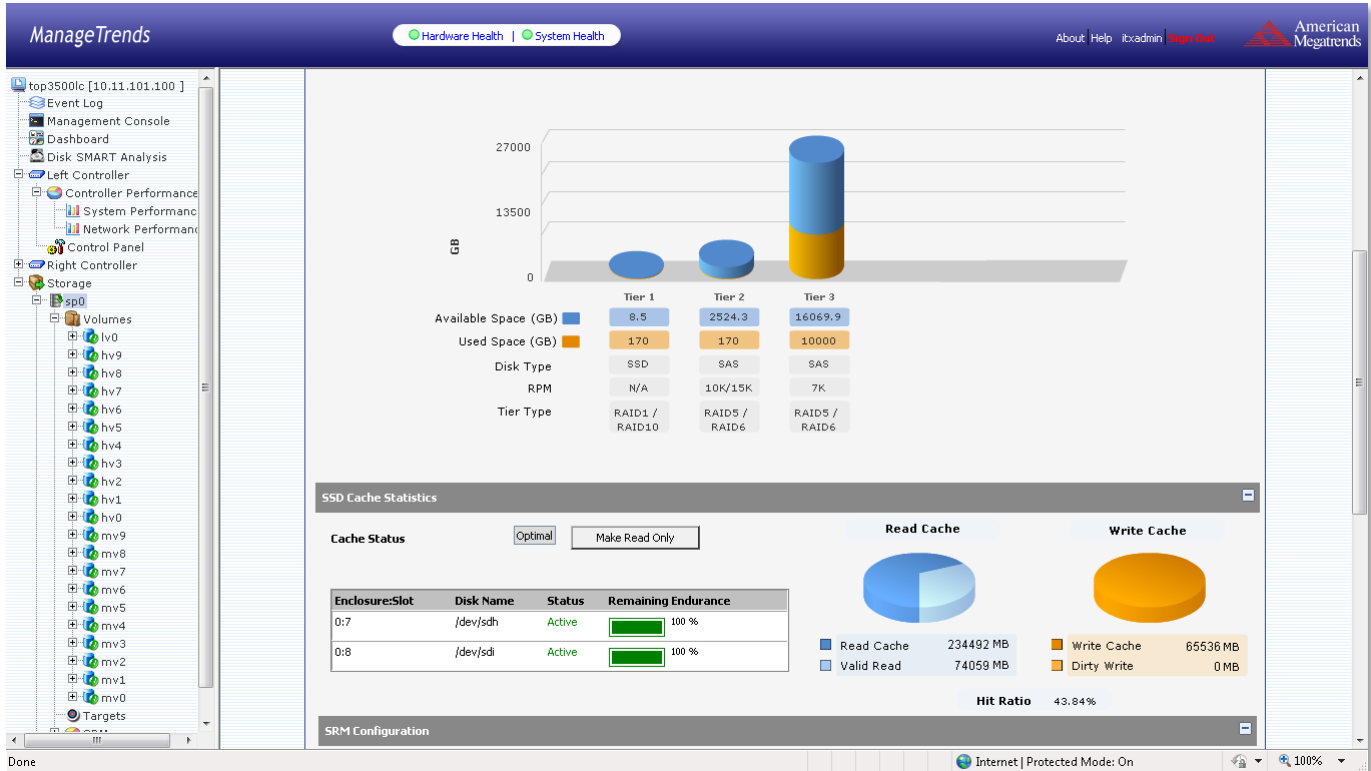 ManageTrends
Hardware Health | System Health
About Help itxadmin Sign Out
American
Megatrends
top3500lc [10.11.101.100 ]
Event Log
Management Console
Dashboard
Disk SMART Analysis
Left Controller
Controller Performance
System Performanc
Network Performanc
Control Panel
Right Controller
Storage
sp0
Volumes
lv0
hv9
hv8
hv7
hv6
hv5
hv4
hv3
hv2
hv1
hv0
mv9
mv8
mv7
mv6
mv5
mv4
mv3
mv2
mv1
mv0
Targets
27000
13500
0
GB
Tier 1 Tier 2 Tier 3
Available Space (GB) 8.5 2524.3 16069.9
Used Space (GB) 170 170 10000
Disk Type SSD SAS SAS
RPM N/A 10K/15K 7K
Tier Type RAID1 / RAID5 / RAID5 /
RAID10 RAID6 RAID6
SSD Cache Statistics
Cache Status Optimal Make Read Only
Enclosure:Slot Disk Name Status Remaining Endurance
0:7 /dev/sdh Active 100 %
0:8 /dev/sdi Active 100 %
Read Cache
Read Cache 234492 MB
Valid Read 74059 MB
Write Cache
Write Cache 65536 MB
Dirty Write 0 MB
Hit Ratio 43.84%
SRM Configuration
Done
Internet | Protected Mode: On
100%